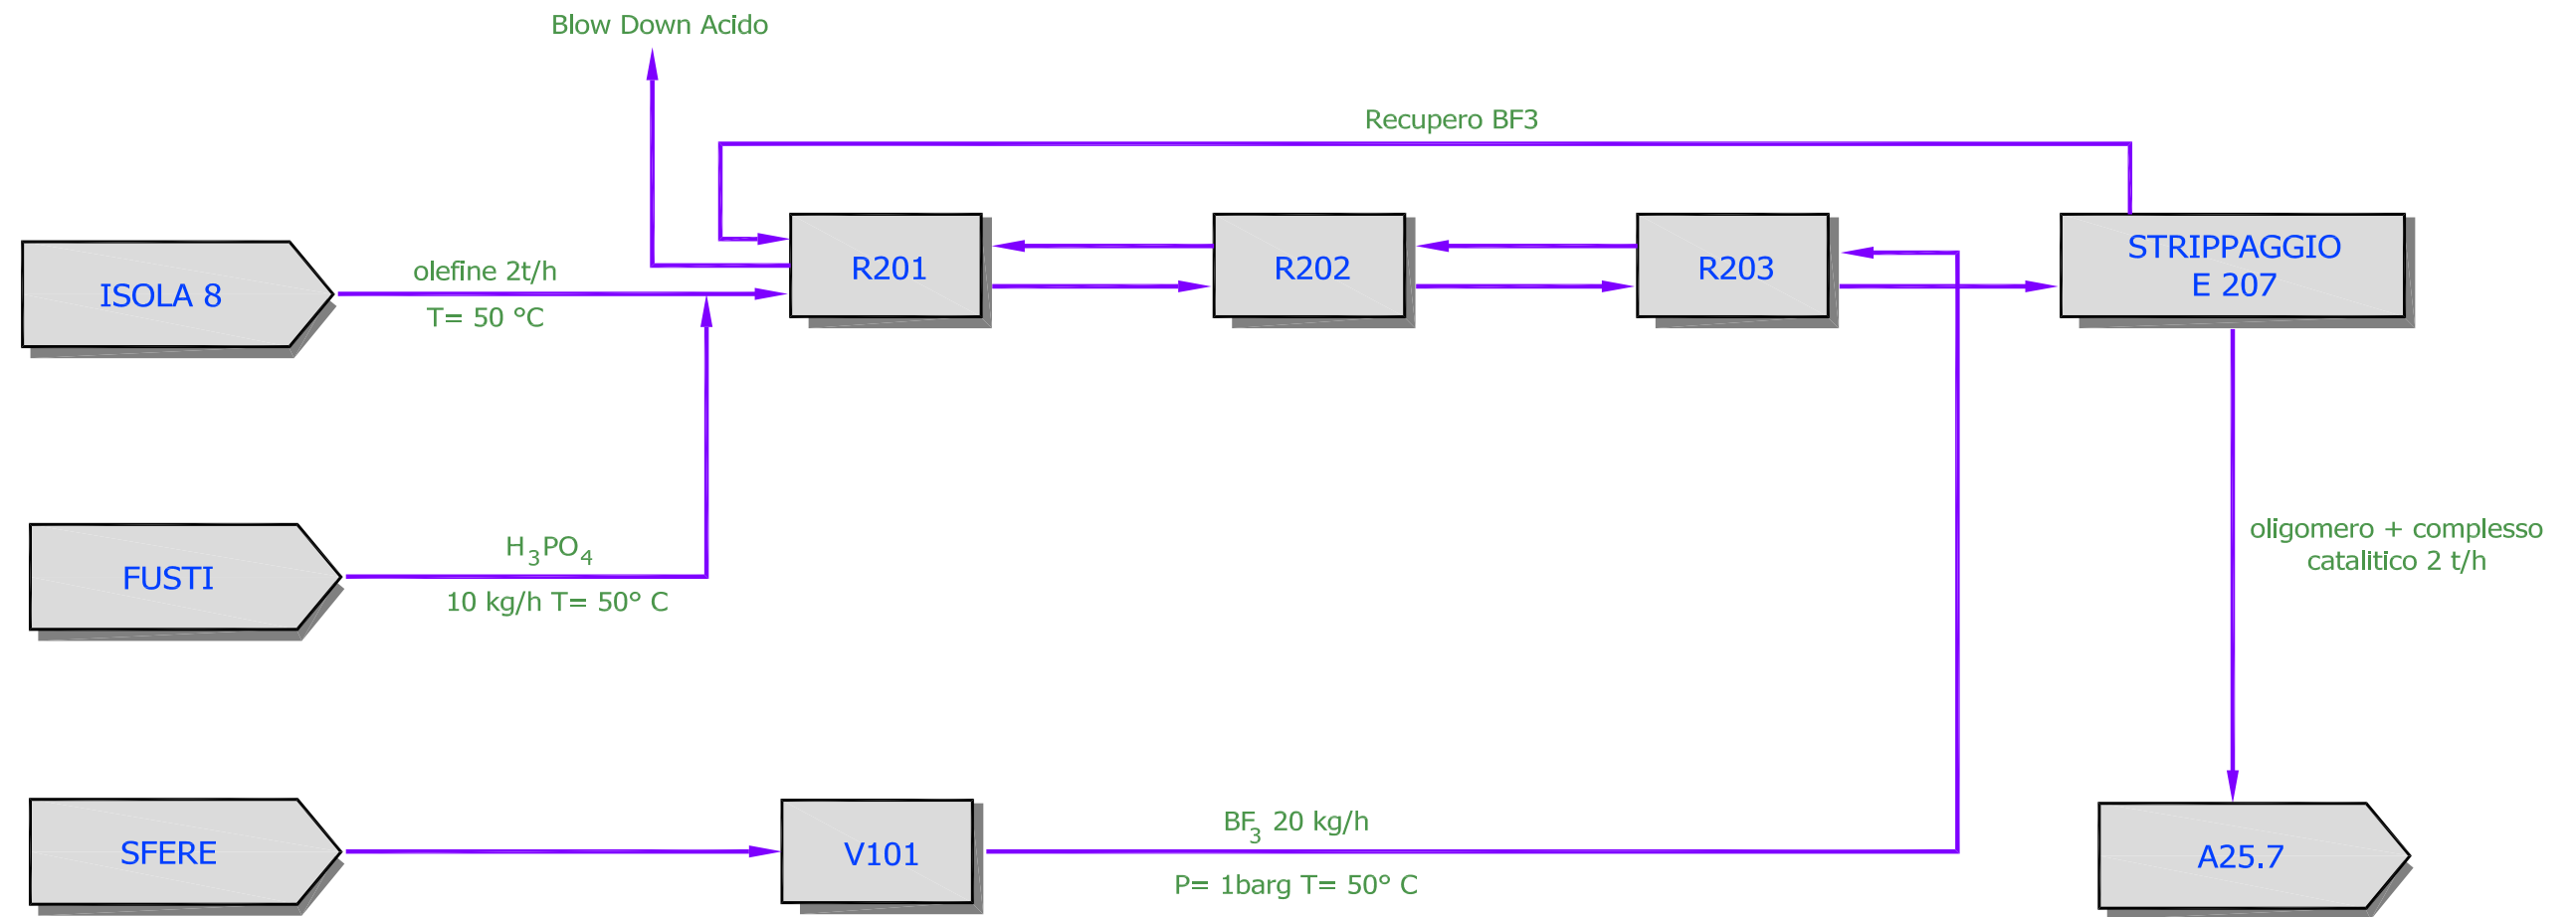 Blow Down Acido
Recupero BF3
ISOLA 8
olefine 2t/h
T= 50 °C
R201
R202
R203
STRIPPAGGIO
E 207
FUSTI
H₃PO₄
10 kg/h T= 50° C
oligomero + complesso
catalitico 2 t/h
SFERE
V101
BF₃ 20 kg/h
P= 1barg T= 50° C
A25.7